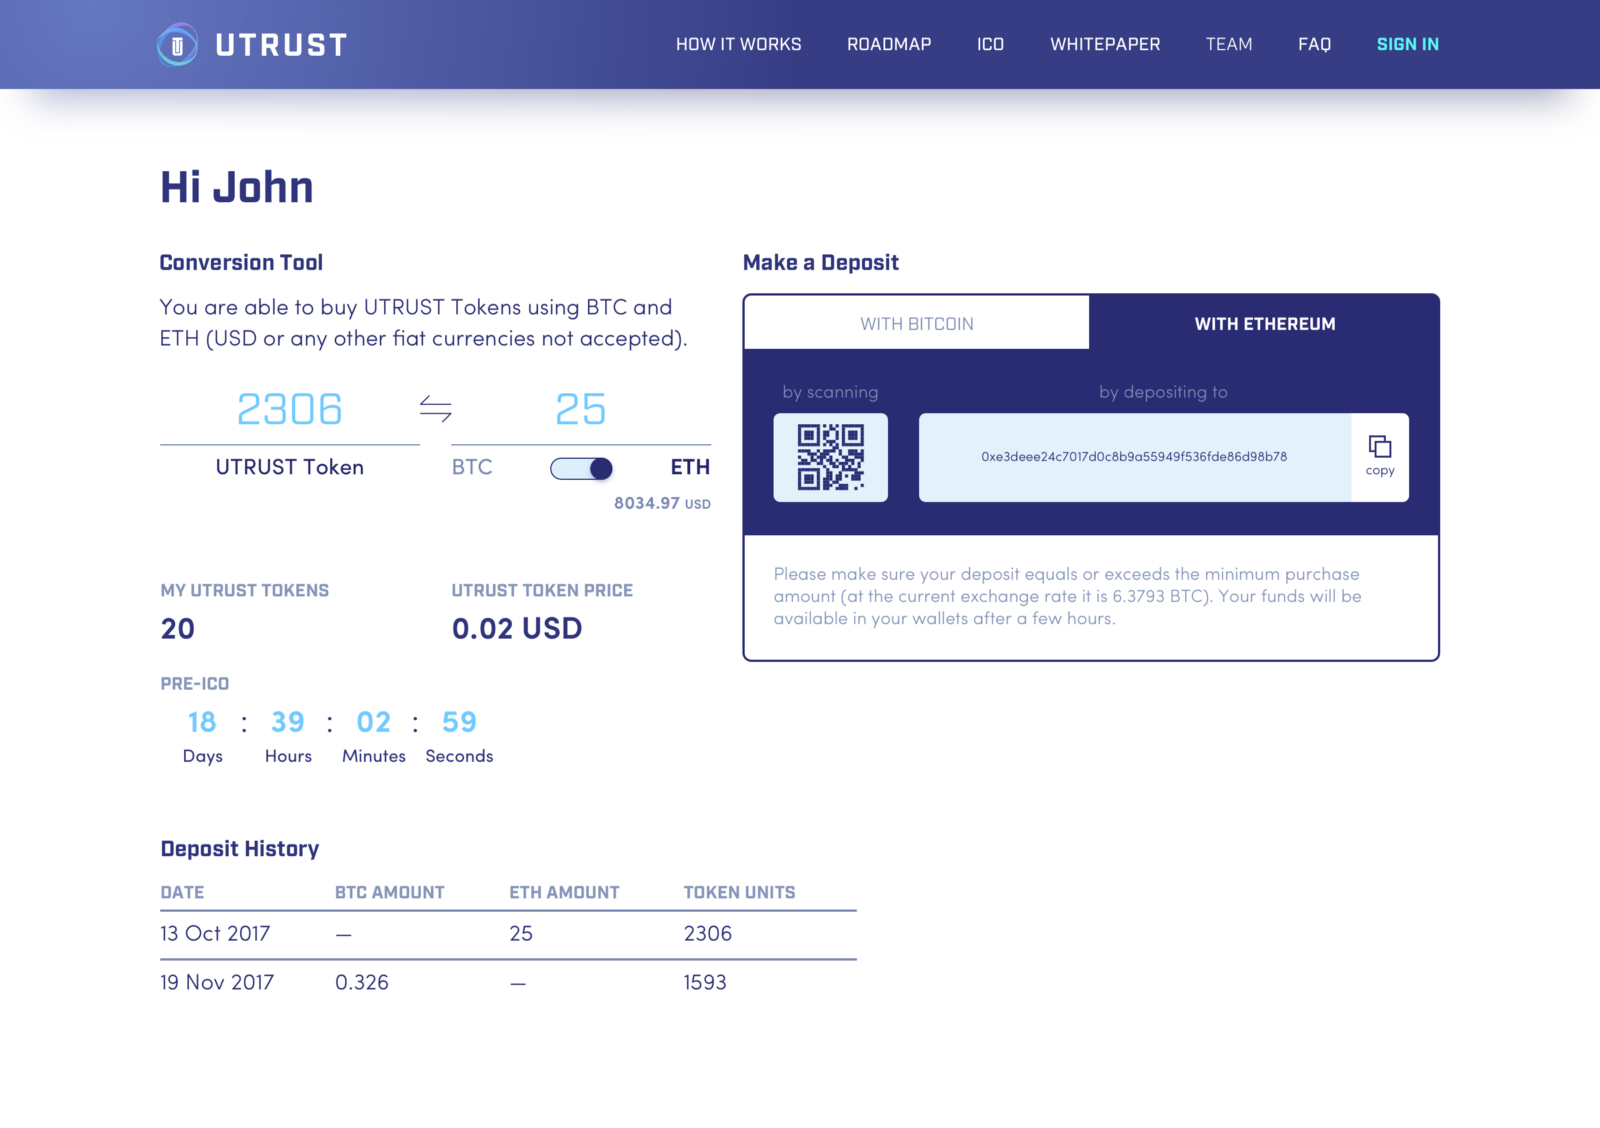 UTRUST
HOW IT WORKS
ROADMAP
ICO
WHITEPAPER
TEAM
FAQ
SIGN IN
Hi John
Conversion Tool
You are able to buy UTRUST Tokens using BTC and
ETH (USD or any other fiat currencies not accepted).
2306
25
UTRUST Token
BTC
ETH
8034.97 USD
MY UTRUST TOKENS
20
UTRUST TOKEN PRICE
0.02 USD
PRE-ICO
18 : 39 : 02 : 59
Days Hours Minutes Seconds
Make a Deposit
WITH BITCOIN
WITH ETHEREUM
by scanning
by depositing to
0xe3deee24c7017d0c8b9a55949f536fde86d98b78
copy
Please make sure your deposit equals or exceeds the minimum purchase
amount (at the current exchange rate it is 6.3793 BTC). Your funds will be
available in your wallets after a few hours.
Deposit History
DATE BTC AMOUNT ETH AMOUNT TOKEN UNITS
13 Oct 2017 — 25 2306
19 Nov 2017 0.326 — 1593